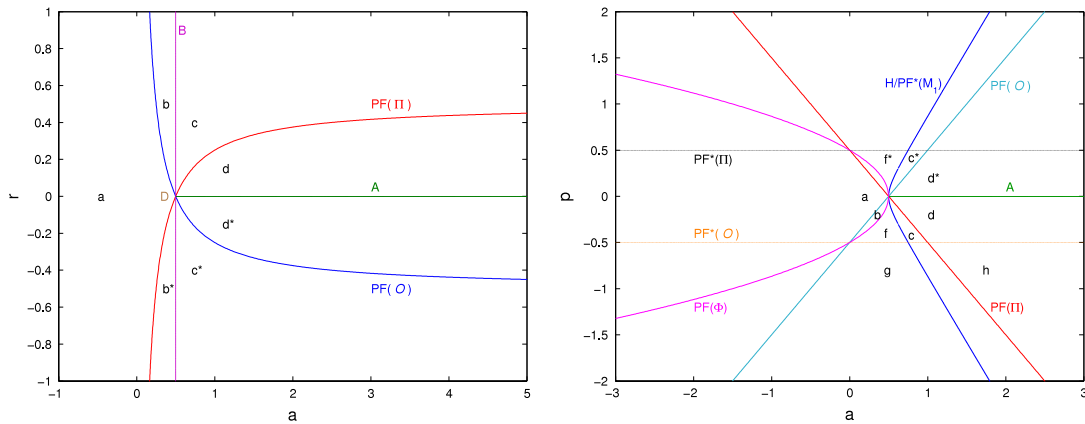 1
0.8
0.6
0.4
0.2
0
−0.2
−0.4
−0.6
−0.8
−1
r
−1
0
1
2
3
4
5
a
B
b
c
PF(Π)
d
a
D
A
d*
c*
b*
PF(O)
2
1.5
1
0.5
0
−0.5
−1
−1.5
−2
p
−3
−2
−1
0
1
2
3
a
H/PF*(M₁)
PF(O)
PF*(Π)
f*
c*
d*
a
A
b
d
PF*(O)
f
c
g
h
PF(Φ)
PF(Π)